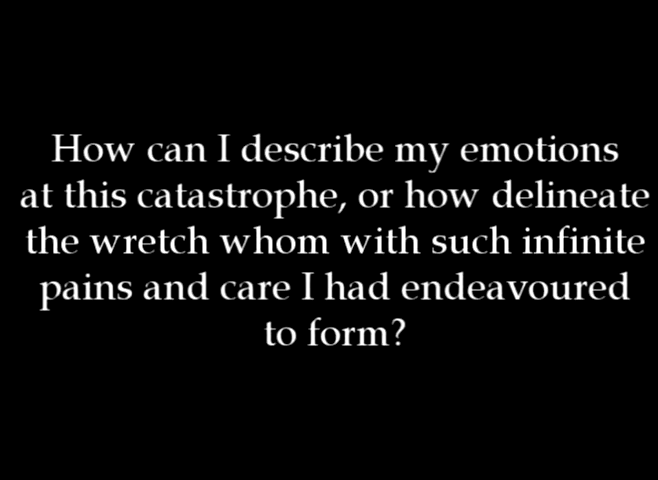 How can I describe my emotions
at this catastrophe, or how delineate
the wretch whom with such infinite
pains and care I had endeavoured
to form?